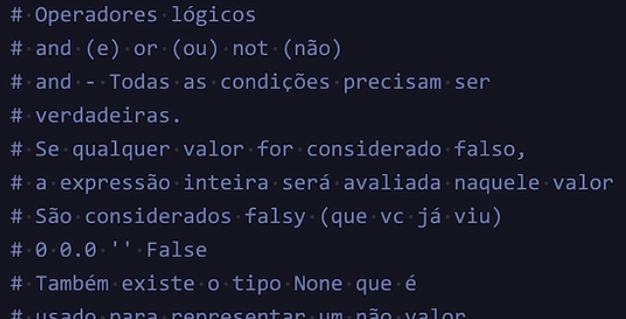 # Operadores lógicos
# and (e) or (ou) not (não)
# and - Todas as condições precisam ser
# verdadeiras.
# Se qualquer valor for considerado falso,
# a expressão inteira será avaliada naquele valor
# São considerados falsy (que vc já viu)
# 0 0.0 '' False
# Também existe o tipo None que é
# usado para representar um não valor